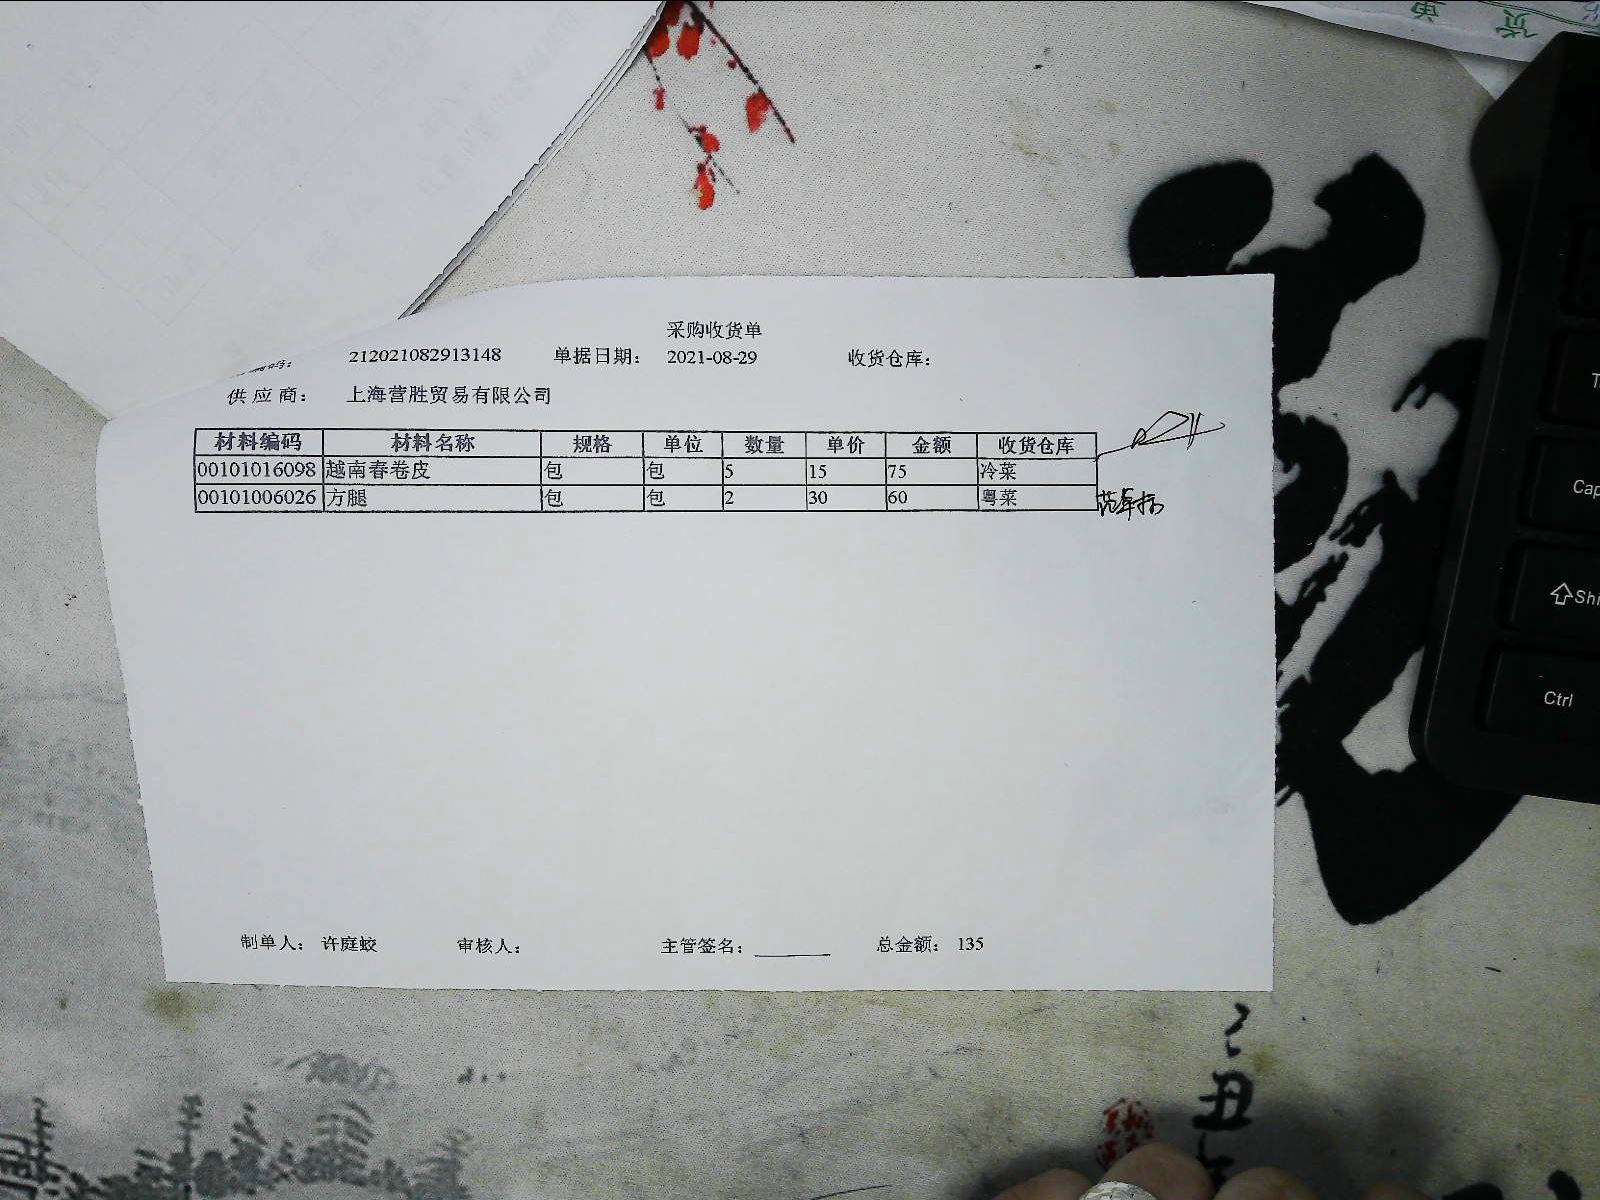 采购收货单
码： 212021082913148 单据日期： 2021-08-29 收货仓库：
供应商： 上海营胜贸易有限公司
材料编码 材料名称 规格 单位 数量 单价 金额 收货仓库
00101016098 越南春卷皮 包 包 5 15 75 冷菜
00101006026 方腿 包 包 2 30 60 粤菜
制单人： 许庭蛟 审核人： 主管签名： 总金额： 135
Ctrl